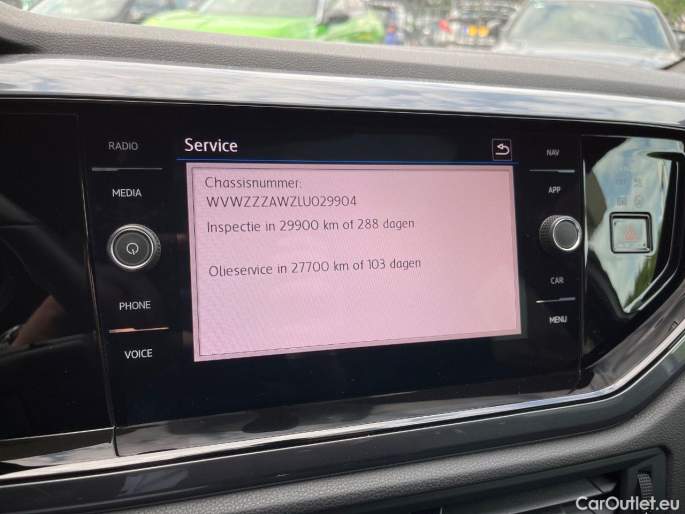 RADIO
MEDIA
PHONE
VOICE
Service
Chassisnummer:
WVWZZZAWZLU029904
Inspectie in 29900 km of 288 dagen
Olieservice in 27700 km of 103 dagen
NAV
APP
CAR
MENU
CarOutlet.eu